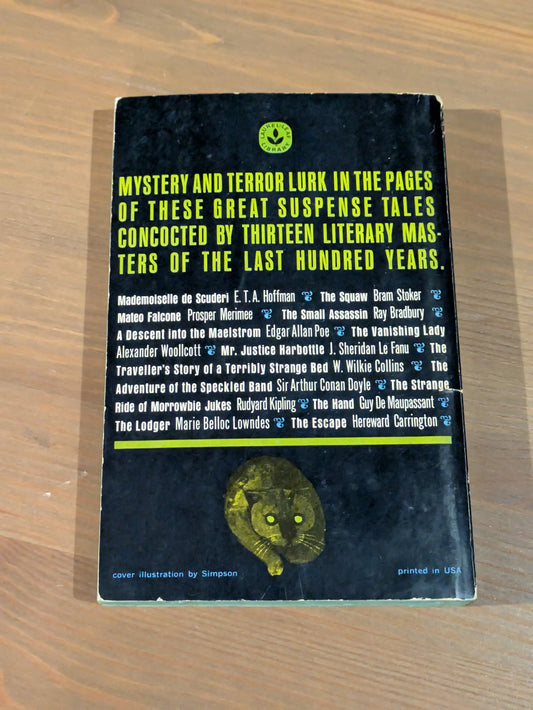 LAUREL-LEAF LIBRARY
MYSTERY AND TERROR LURK IN THE PAGES
OF THESE GREAT SUSPENSE TALES
CONCOCTED BY THIRTEEN LITERARY MAS-
TERS OF THE LAST HUNDRED YEARS.
Mademoiselle de Scuderi E.T.A. Hoffman The Squaw Bram Stoker
Mateo Falcone Prosper Merimee The Small Assassin Ray Bradbury
A Descent into the Maelstrom Edgar Allan Poe The Vanishing Lady
Alexander Woollcott Mr. Justice Harbottle J. Sheridan Le Fanu The
Traveller's Story of a Terribly Strange Bed W. Wilkie Collins The
Adventure of the Speckled Band Sir Arthur Conan Doyle The Strange
Ride of Morrowbie Jukes Rudyard Kipling The Hand Guy De Maupassant
The Lodger Marie Belloc Lowndes The Escape Hereward Carrington
cover illustration by Simpson
printed in USA